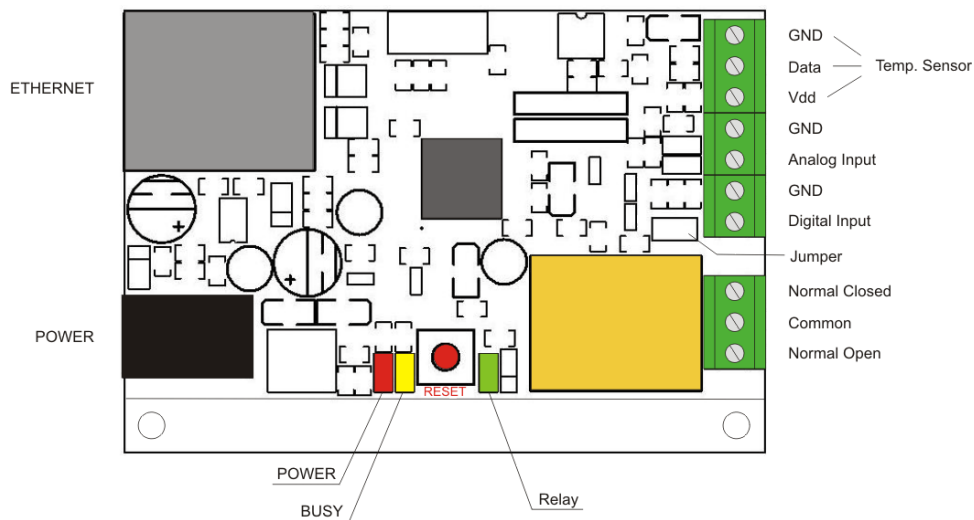 GND
Data
Temp. Sensor
Vdd
ETHERNET
GND
Analog Input
GND
Digital Input
Jumper
Normal Closed
Common
POWER
Normal Open
RESET
POWER
BUSY
Relay